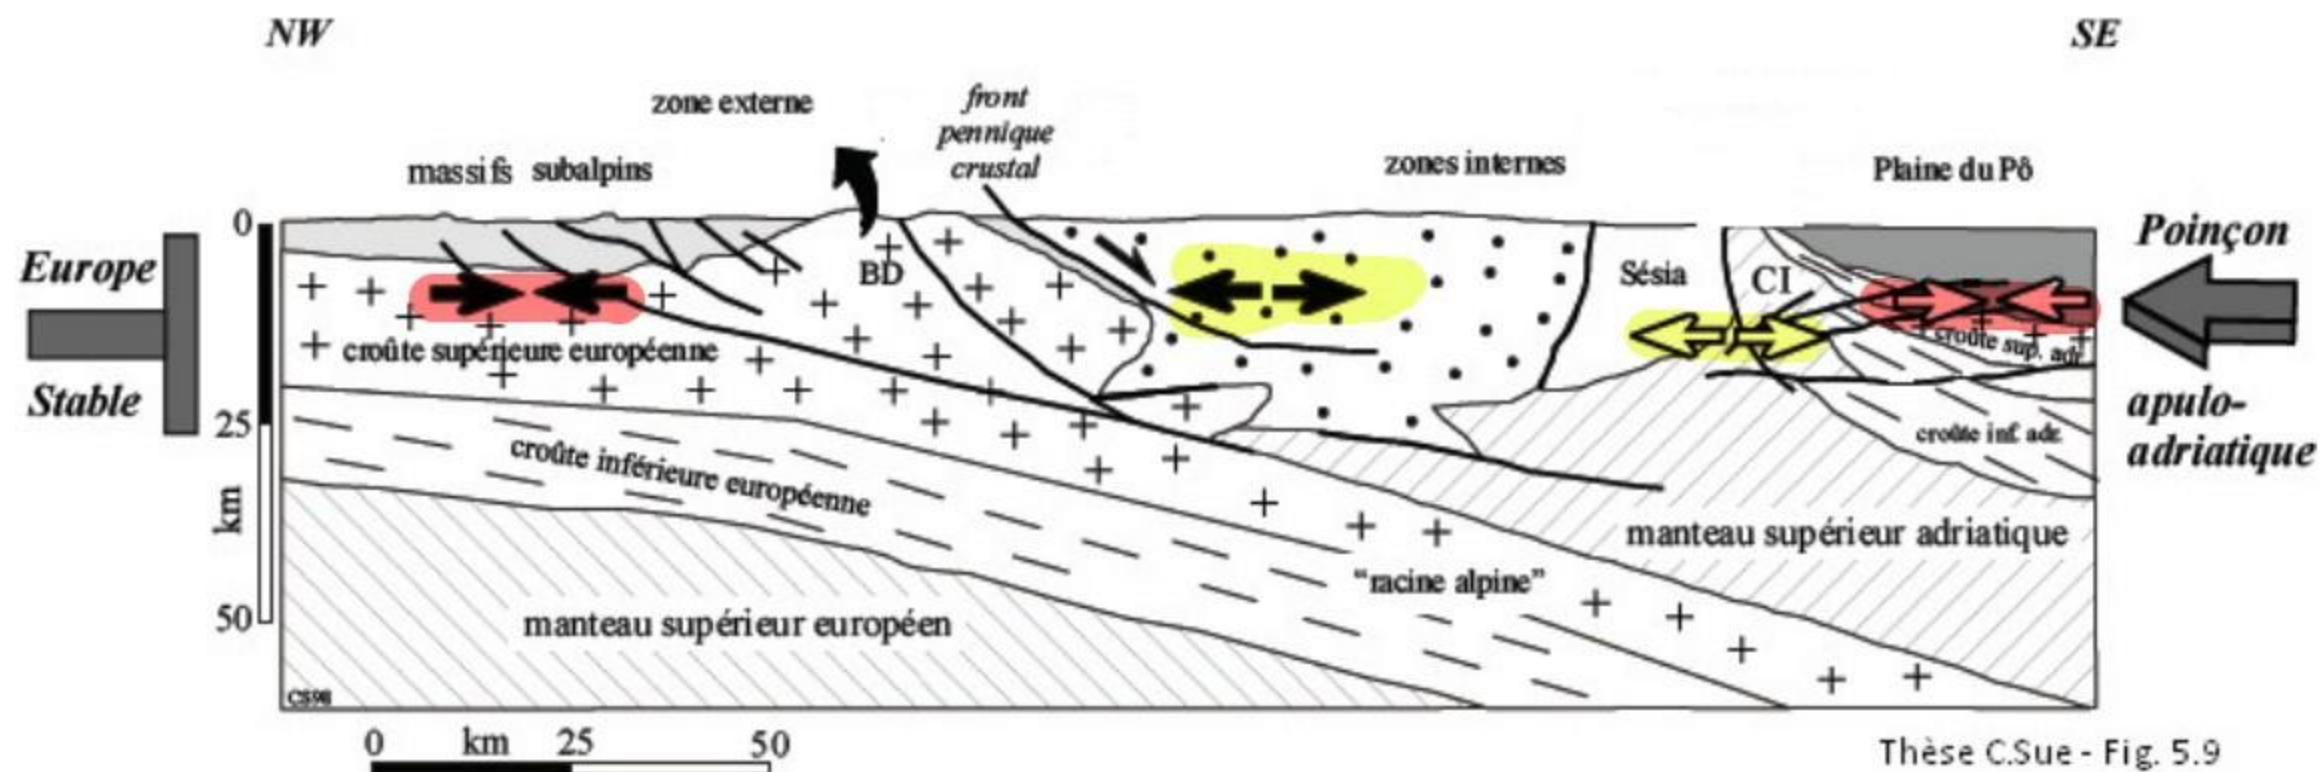 NW
SE
zone externe
front
pennique
crustal
massifs subalpins
zones internes
Plaine du Pô
0
Europe
Stable
Poinçon
apulo-
adriatique
BD
Sésia
CI
croûte supérieure européenne
croûte sup. adr.
25
croûte inférieure européenne
croûte inf. adr.
km
manteau supérieur adriatique
"racine alpine"
50
manteau supérieur européen
CS98
0 km 25 50
Thèse C.Sue - Fig. 5.9